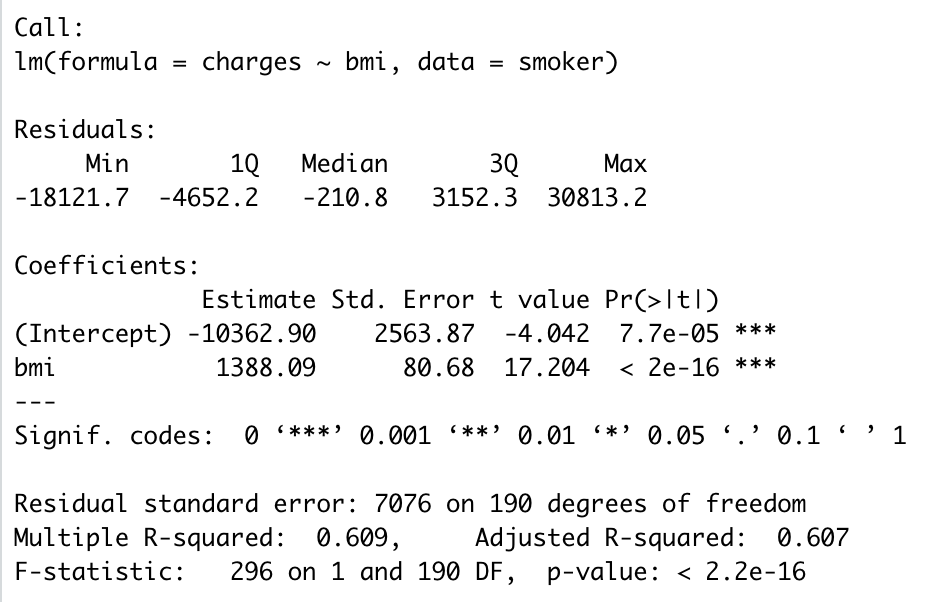 Call:
lm(formula = charges ~ bmi, data = smoker)
Residuals:
     Min       1Q   Median       3Q      Max
-18121.7  -4652.2   -210.8   3152.3  30813.2
Coefficients:
             Estimate Std. Error t value Pr(>|t|)
(Intercept) -10362.90    2563.87  -4.042  7.7e-05 ***
bmi           1388.09      80.68  17.204  < 2e-16 ***
---
Signif. codes:  0 ‘***’ 0.001 ‘**’ 0.01 ‘*’ 0.05 ‘.’ 0.1 ‘ ’ 1
Residual standard error: 7076 on 190 degrees of freedom
Multiple R-squared:  0.609,     Adjusted R-squared:  0.607
F-statistic:   296 on 1 and 190 DF,  p-value: < 2.2e-16